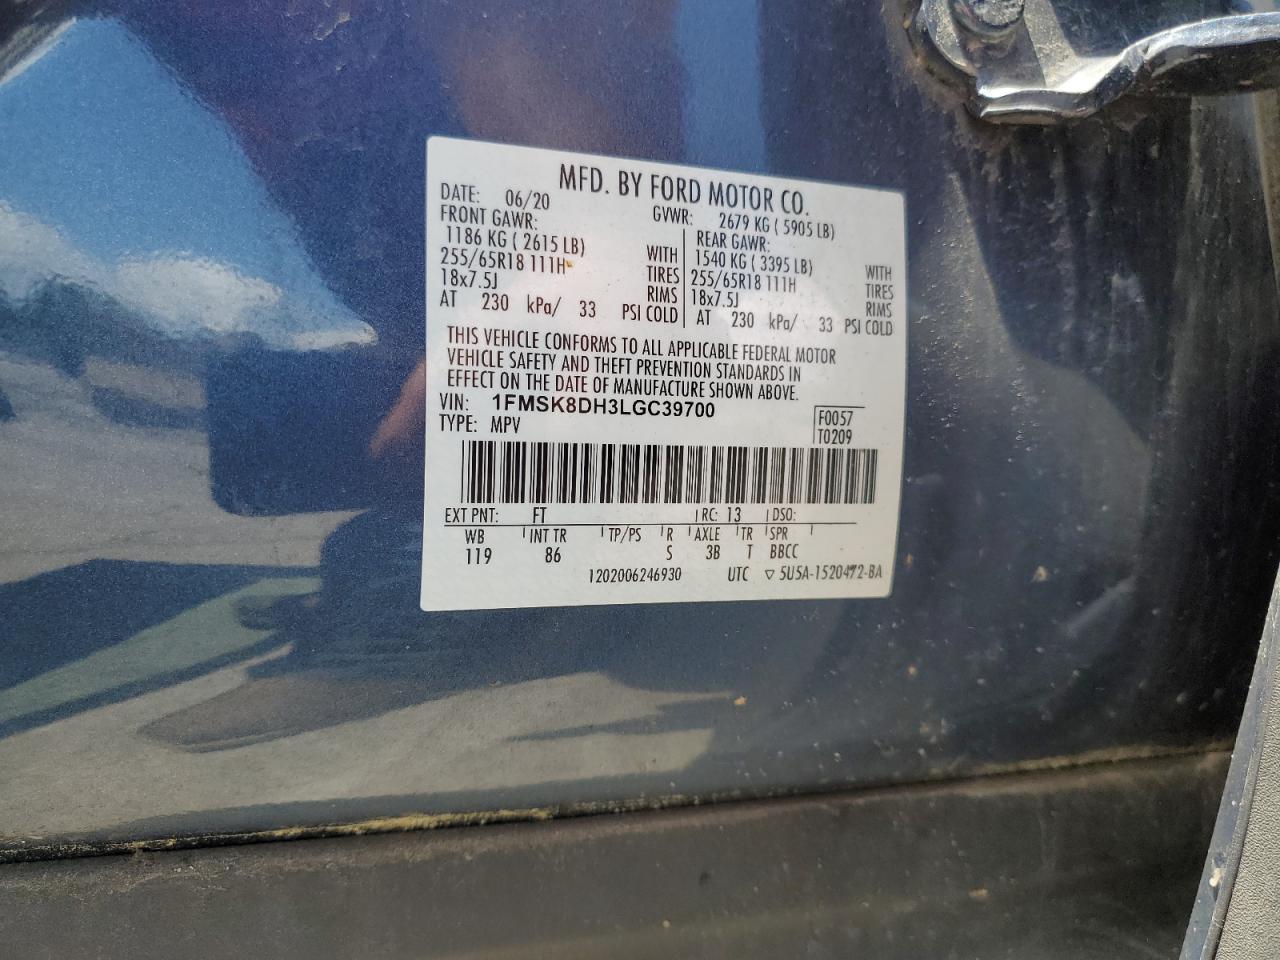 MFD. BY FORD MOTOR CO.
DATE: 06/20 GVWR: 2679 KG ( 5905 LB)
FRONT GAWR: REAR GAWR:
1186 KG ( 2615 LB) WITH 1540 KG ( 3395 LB) WITH
255/65R18 111H TIRES 255/65R18 111H TIRES
18x7.5J RIMS 18x7.5J RIMS
AT 230 kPa/ 33 PSI COLD AT 230 kPa/ 33 PSI COLD
THIS VEHICLE CONFORMS TO ALL APPLICABLE FEDERAL MOTOR
VEHICLE SAFETY AND THEFT PREVENTION STANDARDS IN
EFFECT ON THE DATE OF MANUFACTURE SHOWN ABOVE.
VIN: 1FMSK8DH3LGC39700 F0057
TYPE: MPV T0209
EXT PNT: FT RC: 13 DSO:
WB INT TR TP/PS R AXLE TR SPR
119 86 S 3B T BBCC
1202006246930 UTC ▽ 5U5A-1520472-BA